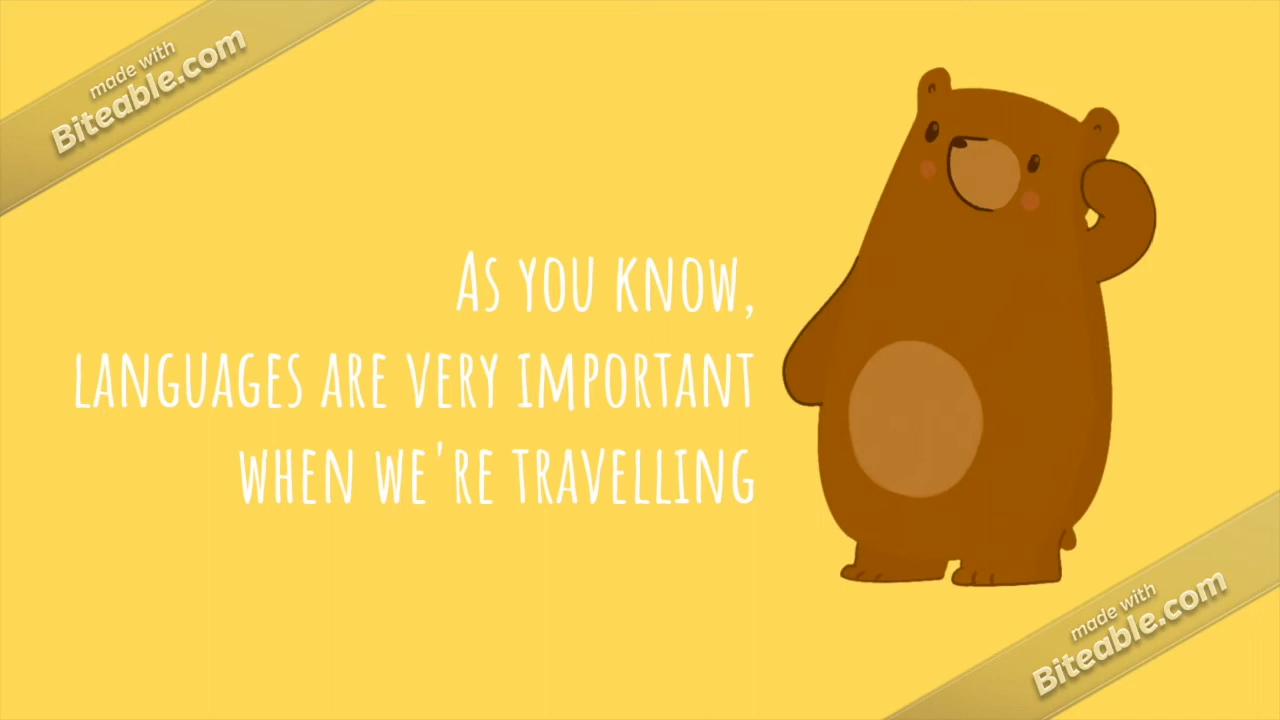 made with
Biteable.com
As you know,
languages are very important
when we're travelling
made with
Biteable.com